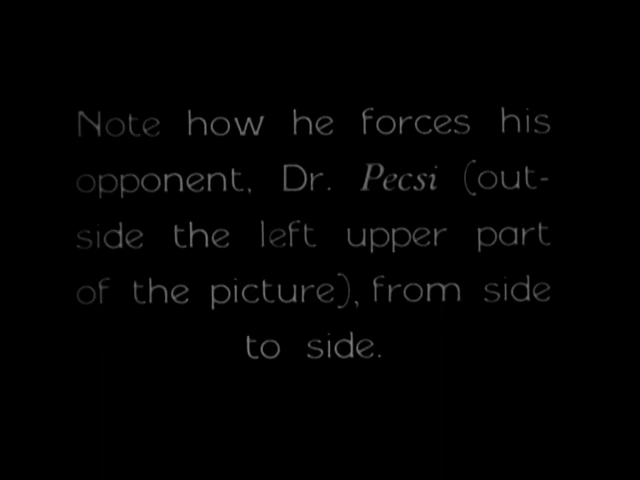 Note how he forces his
opponent, Dr. Pecsi (out-
side the left upper part
of the picture), from side
to side.